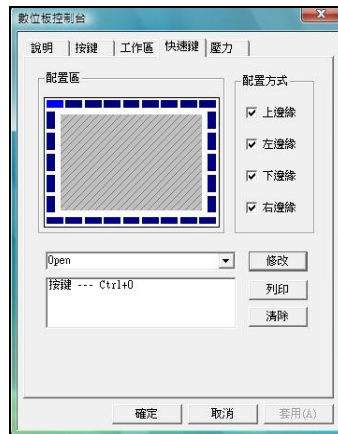 數位板控制台
說明 按鍵 工作區 快速鍵 壓力
配置區
配置方式
上邊緣
左邊緣
下邊緣
右邊緣
Open
修改
按鍵 --- Ctrl+O
列印
清除
確定 取消 套用(A)